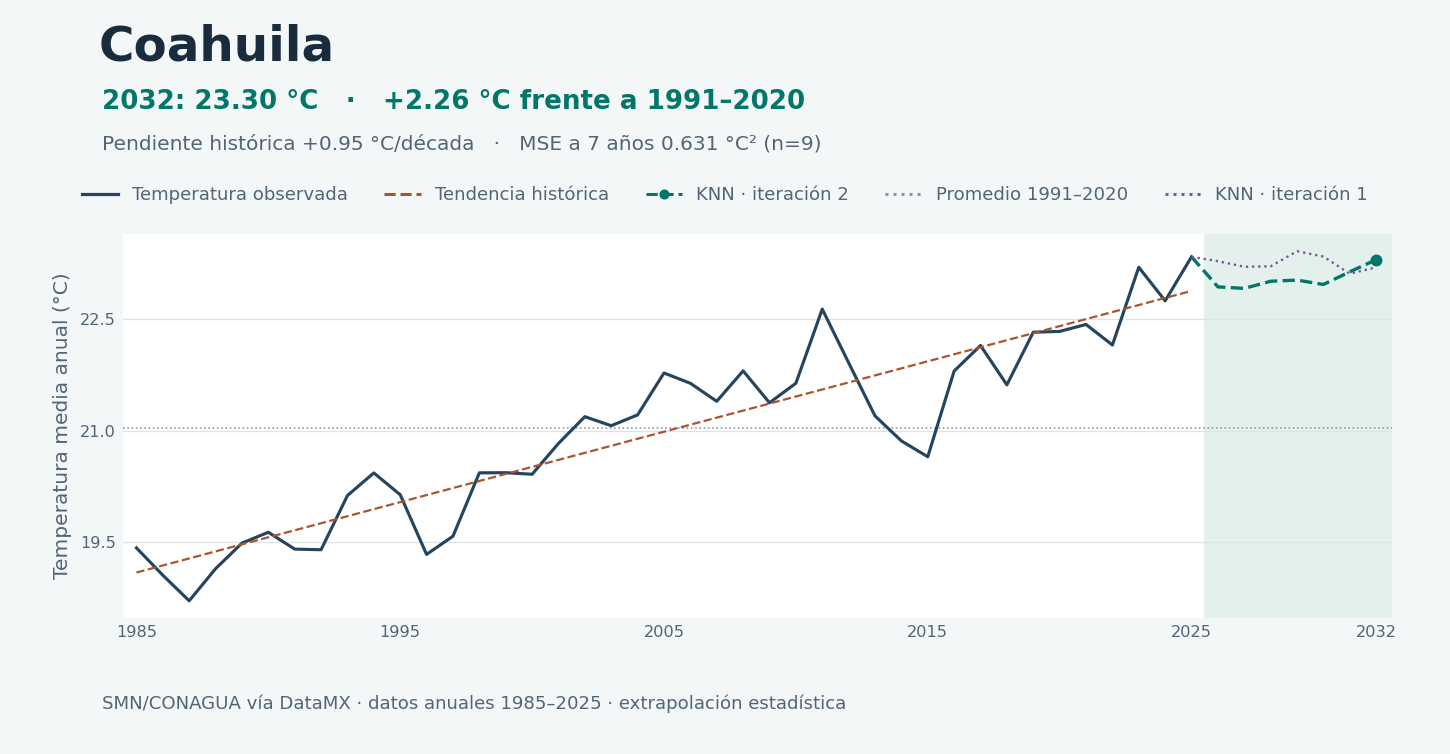 Coahuila
2032: 23.30 °C · +2.26 °C frente a 1991–2020
Pendiente histórica +0.95 °C/década · MSE a 7 años 0.631 °C² (n=9)
Temperatura observada Tendencia histórica KNN · iteración 2 Promedio 1991–2020 KNN · iteración 1
Temperatura media anual (°C)
22.5
21.0
19.5
1985 1995 2005 2015 2025 2032
SMN/CONAGUA vía DataMX · datos anuales 1985–2025 · extrapolación estadística